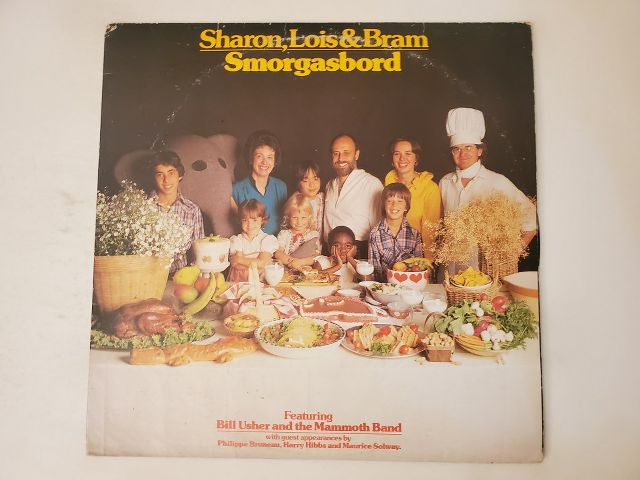 Sharon, Lois & Bram
Smorgasbord
Featuring
Bill Usher and the Mammoth Band
with guest appearances by
Philippe Bruneau, Harry Hibbs and Maurice Solway.